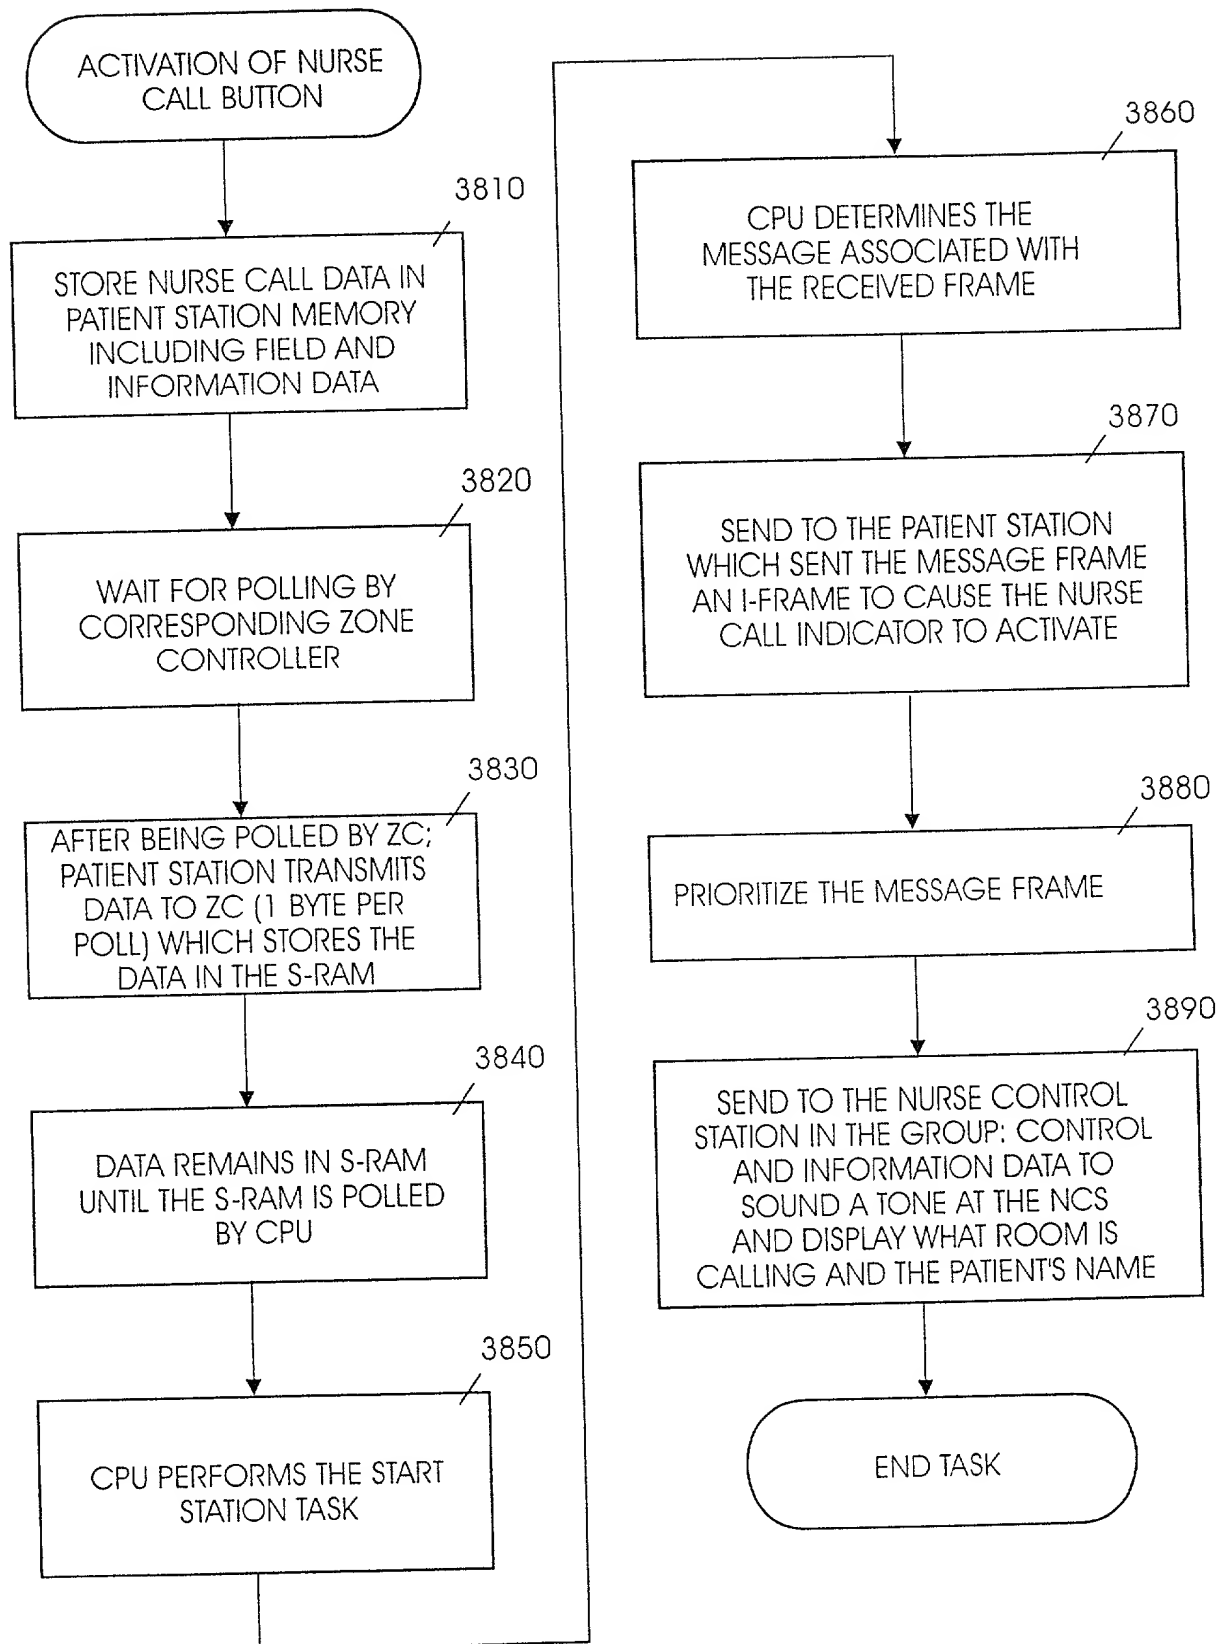 ACTIVATION OF NURSE
CALL BUTTON
3810
STORE NURSE CALL DATA IN
PATIENT STATION MEMORY
INCLUDING FIELD AND
INFORMATION DATA
3820
WAIT FOR POLLING BY
CORRESPONDING ZONE
CONTROLLER
3830
AFTER BEING POLLED BY ZC;
PATIENT STATION TRANSMITS
DATA TO ZC (1 BYTE PER
POLL) WHICH STORES THE
DATA IN THE S-RAM
3840
DATA REMAINS IN S-RAM
UNTIL THE S-RAM IS POLLED
BY CPU
3850
CPU PERFORMS THE START
STATION TASK
3860
CPU DETERMINES THE
MESSAGE ASSOCIATED WITH
THE RECEIVED FRAME
3870
SEND TO THE PATIENT STATION
WHICH SENT THE MESSAGE FRAME
AN I-FRAME TO CAUSE THE NURSE
CALL INDICATOR TO ACTIVATE
3880
PRIORITIZE THE MESSAGE FRAME
3890
SEND TO THE NURSE CONTROL
STATION IN THE GROUP: CONTROL
AND INFORMATION DATA TO
SOUND A TONE AT THE NCS
AND DISPLAY WHAT ROOM IS
CALLING AND THE PATIENT'S NAME
END TASK